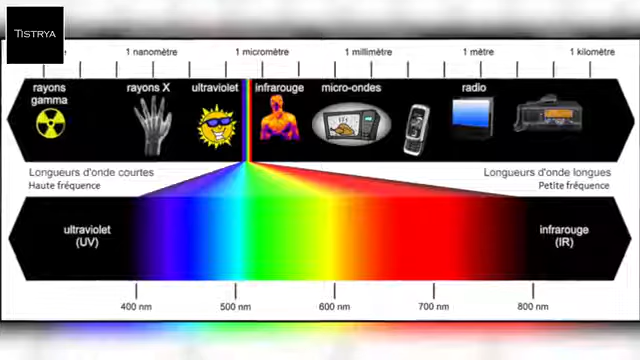 TISTRYA
1 nanomètre 1 micromètre 1 millimètre 1 mètre 1 kilomètre
rayons gamma rayons X ultraviolet infrarouge micro-ondes radio
Longueurs d'onde courtes Longueurs d'onde longues
Haute fréquence Petite fréquence
ultraviolet infrarouge
(UV) (IR)
400 nm 500 nm 600 nm 700 nm 800 nm